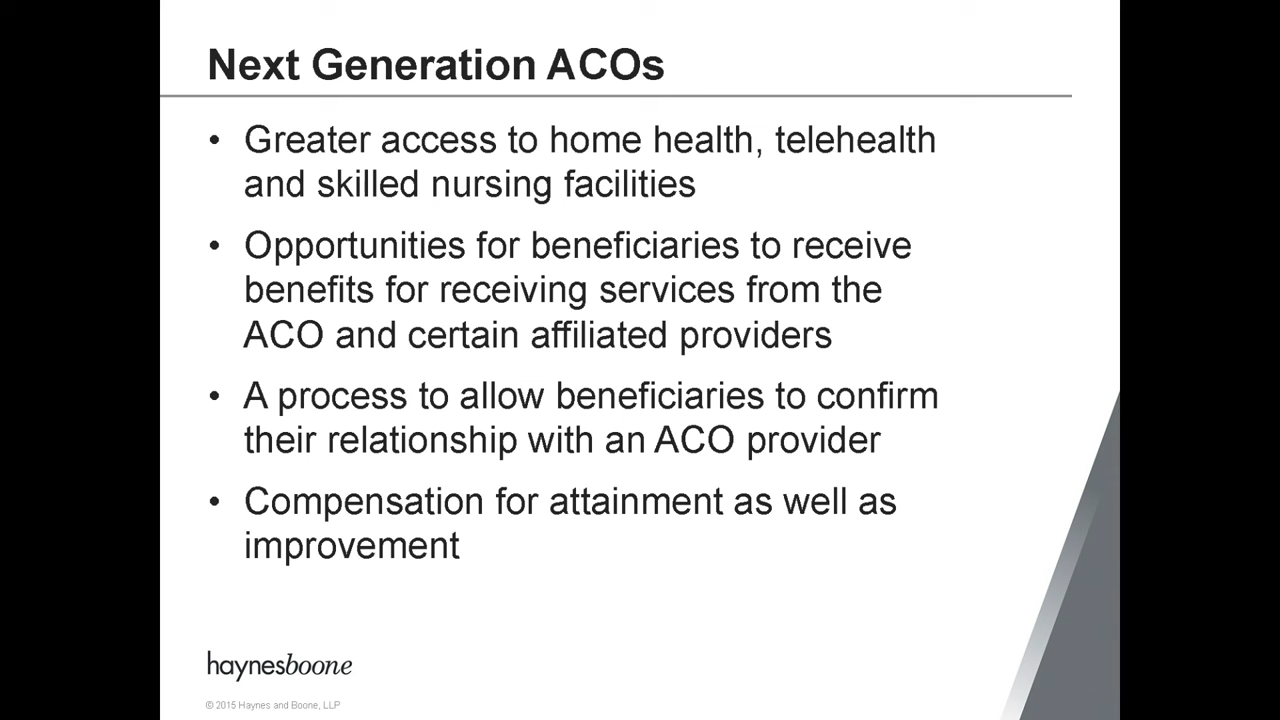 Next Generation ACOs
• Greater access to home health, telehealth
and skilled nursing facilities
• Opportunities for beneficiaries to receive
benefits for receiving services from the
ACO and certain affiliated providers
• A process to allow beneficiaries to confirm
their relationship with an ACO provider
• Compensation for attainment as well as
improvement
haynesboone
© 2015 Haynes and Boone, LLP